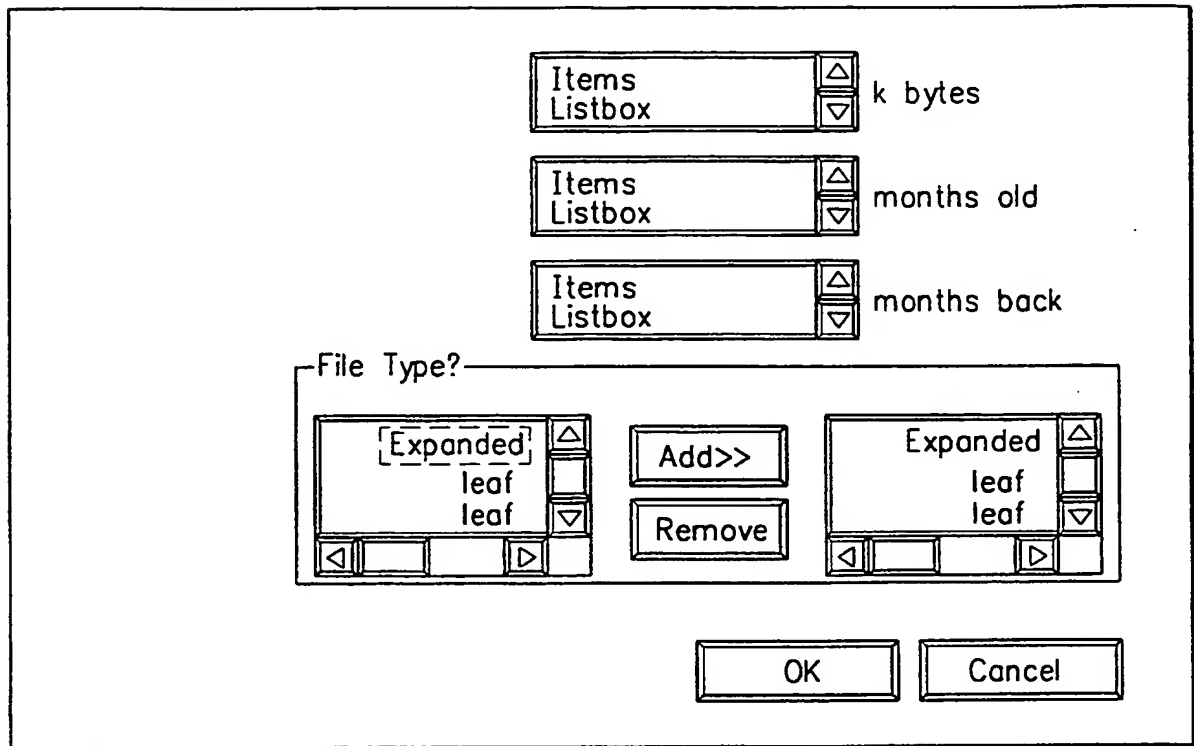 Items
Listbox
k bytes
Items
Listbox
months old
Items
Listbox
months back
File Type?
Expanded
leaf
leaf
Add>>
Remove
Expanded
leaf
leaf
OK
Cancel